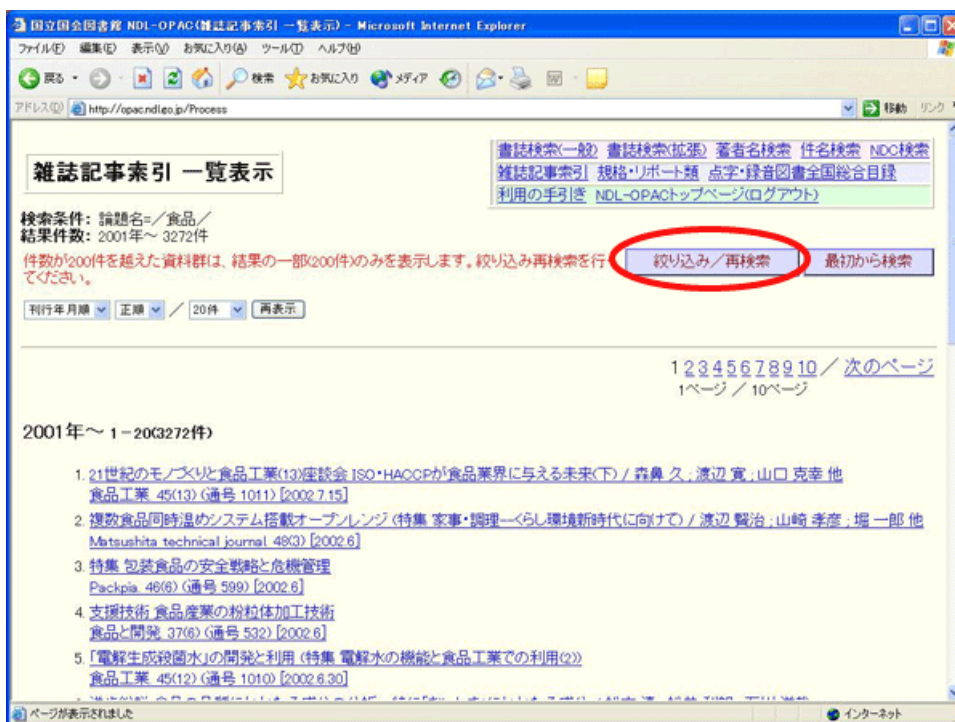 国立国会図書館 NDL-OPAC(雑誌記事索引 一覧表示) - Microsoft Internet Explorer
ファイル(F) 編集(E) 表示(V) お気に入り(A) ツール(T) ヘルプ(H)
戻る 検索 お気に入り メディア
アドレス(D) http://opac.ndl.go.jp/Process 移動 リンク
書誌検索(一般) 書誌検索(拡張) 著者名検索 件名検索 NDC検索
雑誌記事索引 規格・リポート類 点字・録音図書全国総合目録
利用の手引き NDL-OPACトップページ(ログアウト)
雑誌記事索引 一覧表示
検索条件: 論題名=/食品/
結果件数: 2001年～ 3272件
件数が200件を越えた資料群は、結果の一部(200件)のみを表示します。絞り込み再検索を行っ
てください。
絞り込み/再検索 最初から検索
刊行年月順 正順 / 20件 再表示
1 2 3 4 5 6 7 8 9 10 / 次のページ
1ページ / 10ページ
2001年～ 1-20(3272件)
1. 21世紀のモノづくりと食品工業(13)座談会 ISO・HACCPが食品業界に与える未来(下) / 森鼻 久 ; 渡辺 寛 ; 山口 克幸 他
食品工業. 45(13) (通号 1011) [2002.7.15]
2. 複数食品同時温めシステム搭載オーブンレンジ (特集 家事・調理--くらし環境新時代に向けて) / 渡辺 賢治 ; 山崎 孝彦 ; 堀 一郎 他
Matsushita technical journal. 48(3) [2002.6]
3. 特集 包装食品の安全戦略と危機管理
Packpia. 46(6) (通号 599) [2002.6]
4. 支援技術 食品産業の粉粒体加工技術
食品と開発. 37(6) (通号 532) [2002.6]
5. 「電解生成殺菌水」の開発と利用 (特集 電解水の機能と食品工業での利用(2))
食品工業. 45(12) (通号 1010) [2002.6.30]
ページが表示されました インターネット